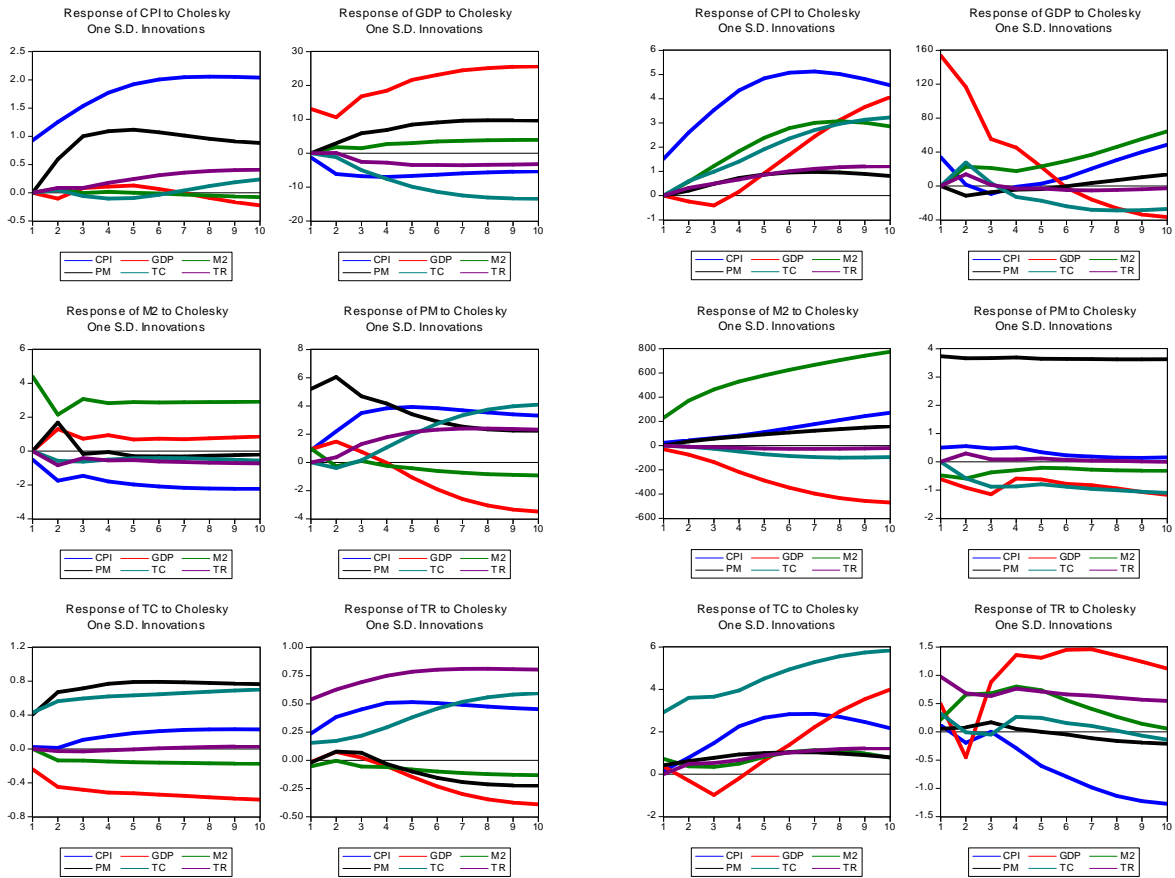 Response of CPI to Cholesky
One S.D. Innovations
2.5
2.0
1.5
1.0
0.5
0.0
-0.5
1 2 3 4 5 6 7 8 9 10
CPI GDP M2
PM TC TR
Response of GDP to Cholesky
One S.D. Innovations
30
20
10
0
-10
-20
1 2 3 4 5 6 7 8 9 10
CPI GDP M2
PM TC TR
Response of CPI to Cholesky
One S.D. Innovations
6
5
4
3
2
1
0
-1
1 2 3 4 5 6 7 8 9 10
CPI GDP M2
PM TC TR
Response of GDP to Cholesky
One S.D. Innovations
160
120
80
40
0
-40
1 2 3 4 5 6 7 8 9 10
CPI GDP M2
PM TC TR
Response of M2 to Cholesky
One S.D. Innovations
6
4
2
0
-2
-4
1 2 3 4 5 6 7 8 9 10
CPI GDP M2
PM TC TR
Response of PM to Cholesky
One S.D. Innovations
8
6
4
2
0
-2
-4
1 2 3 4 5 6 7 8 9 10
CPI GDP M2
PM TC TR
Response of M2 to Cholesky
One S.D. Innovations
800
600
400
200
0
-200
-400
-600
1 2 3 4 5 6 7 8 9 10
CPI GDP M2
PM TC TR
Response of PM to Cholesky
One S.D. Innovations
4
3
2
1
0
-1
-2
1 2 3 4 5 6 7 8 9 10
CPI GDP M2
PM TC TR
Response of TC to Cholesky
One S.D. Innovations
1.2
0.8
0.4
0.0
-0.4
-0.8
1 2 3 4 5 6 7 8 9 10
CPI GDP M2
PM TC TR
Response of TR to Cholesky
One S.D. Innovations
1.00
0.75
0.50
0.25
0.00
-0.25
-0.50
1 2 3 4 5 6 7 8 9 10
CPI GDP M2
PM TC TR
Response of TC to Cholesky
One S.D. Innovations
6
4
2
0
-2
1 2 3 4 5 6 7 8 9 10
CPI GDP M2
PM TC TR
Response of TR to Cholesky
One S.D. Innovations
1.5
1.0
0.5
0.0
-0.5
-1.0
-1.5
1 2 3 4 5 6 7 8 9 10
CPI GDP M2
PM TC TR